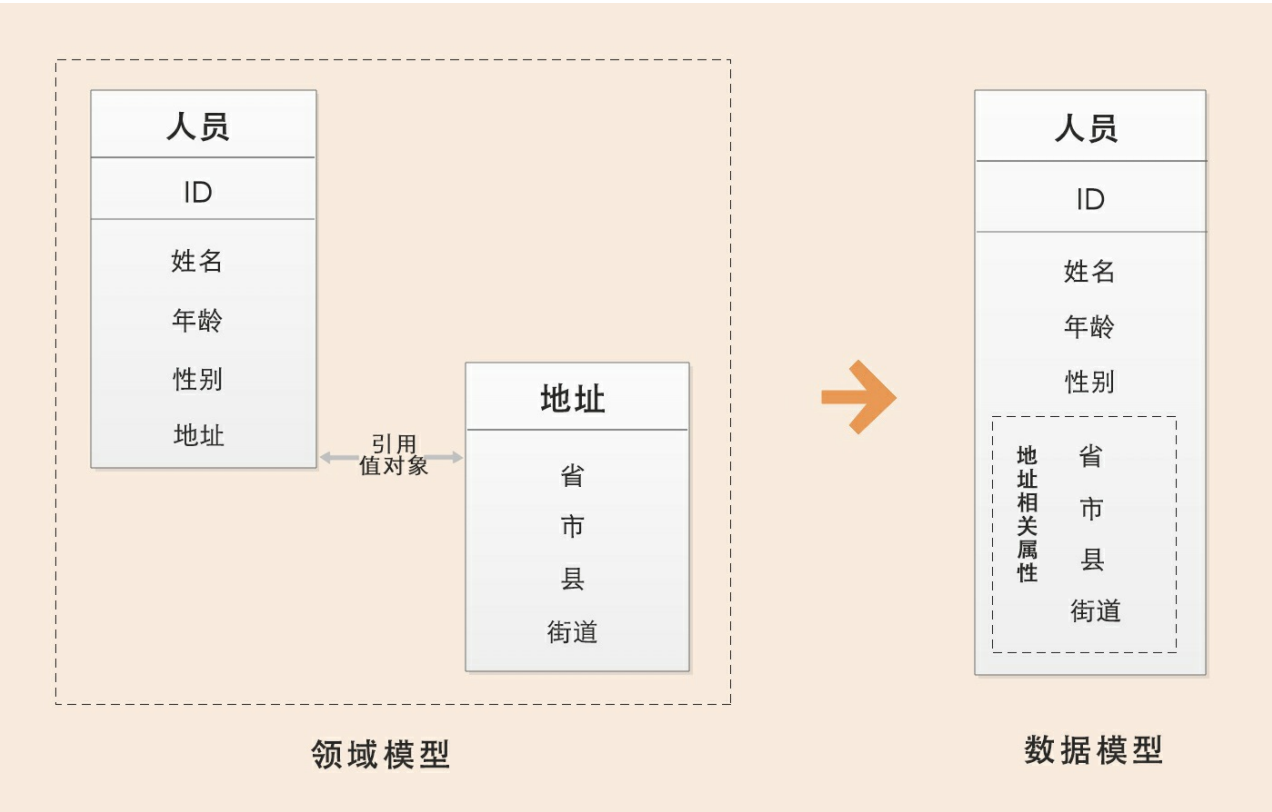 人员
ID
姓名
年龄
性别
地址
引用
值对象
地址
省
市
县
街道
领域模型
人员
ID
姓名
年龄
性别
地址相关属性
省
市
县
街道
数据模型